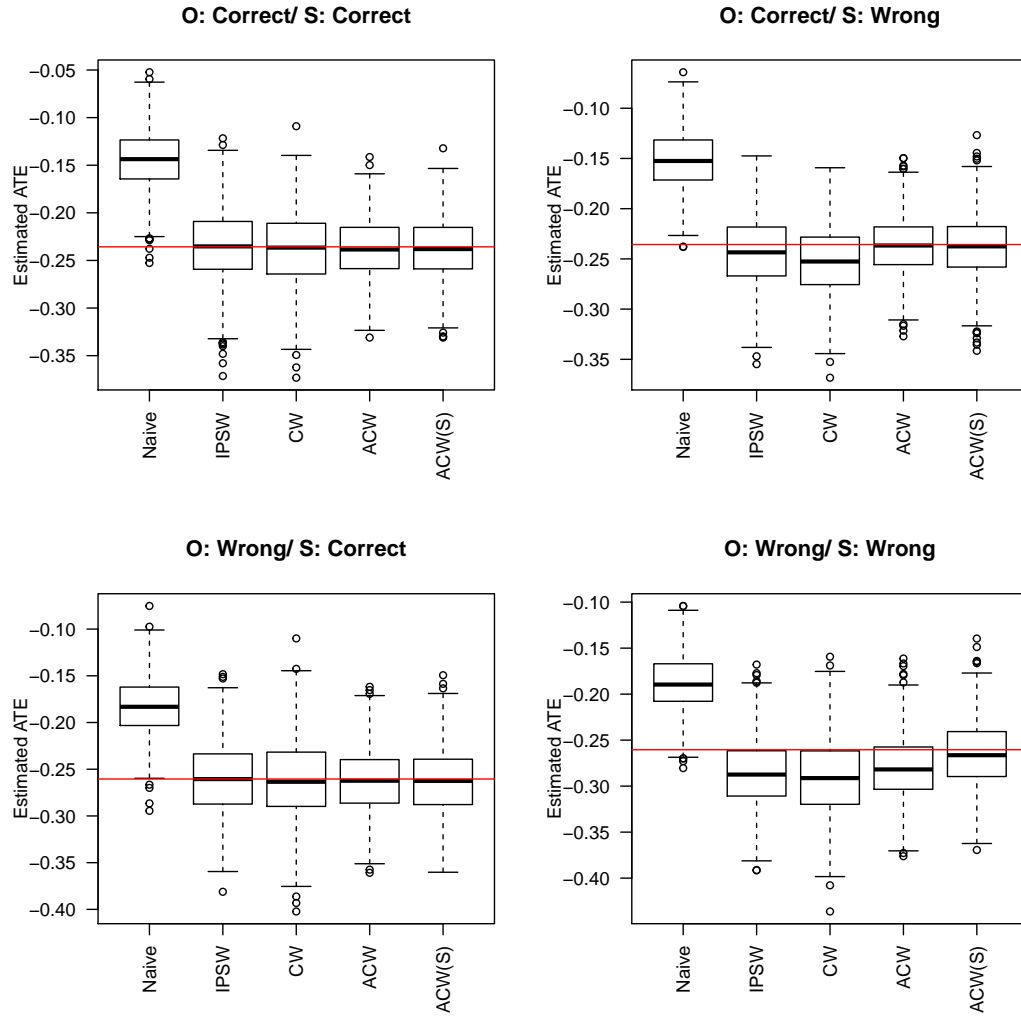 O: Correct/ S: Correct
Estimated ATE
−0.05
−0.10
−0.15
−0.20
−0.25
−0.30
−0.35
Naive
IPSW
CW
ACW
ACW(S)
O: Correct/ S: Wrong
Estimated ATE
−0.10
−0.15
−0.20
−0.25
−0.30
−0.35
Naive
IPSW
CW
ACW
ACW(S)
O: Wrong/ S: Correct
Estimated ATE
−0.10
−0.15
−0.20
−0.25
−0.30
−0.35
−0.40
Naive
IPSW
CW
ACW
ACW(S)
O: Wrong/ S: Wrong
Estimated ATE
−0.10
−0.15
−0.20
−0.25
−0.30
−0.35
−0.40
Naive
IPSW
CW
ACW
ACW(S)